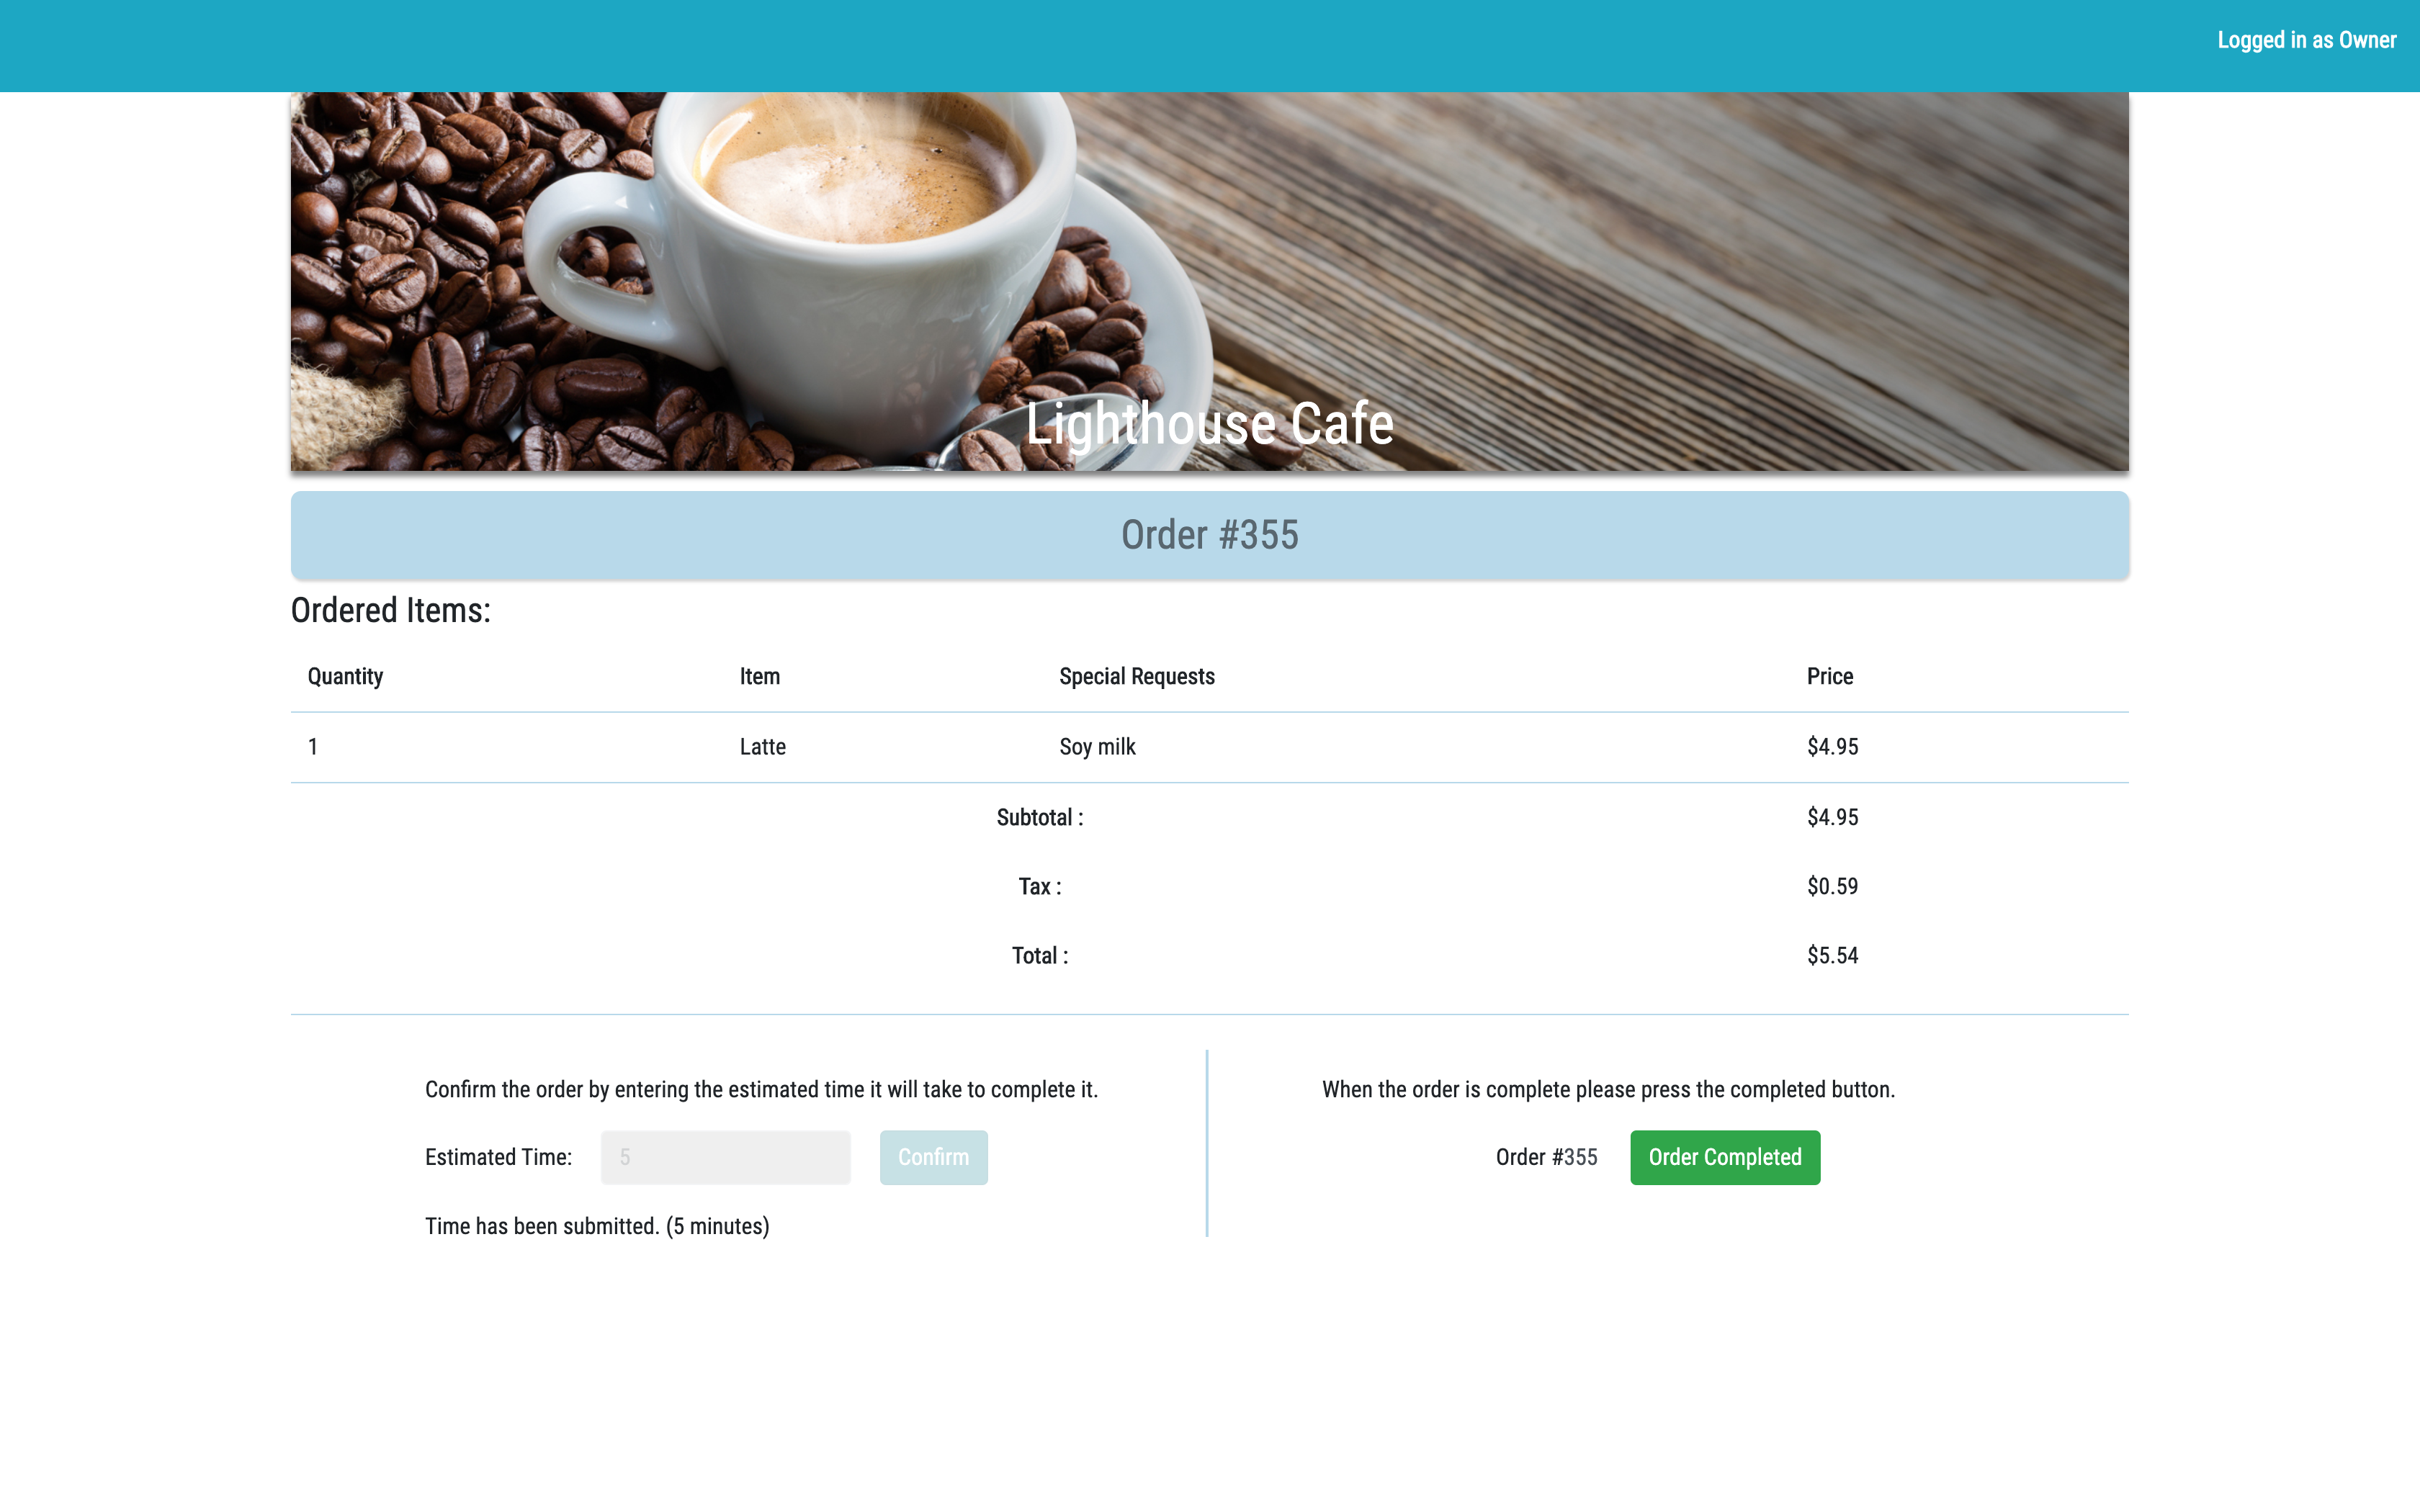 Logged in as Owner
Lighthouse Cafe
Order #355
Ordered Items:
Quantity Item Special Requests Price
1 Latte Soy milk $4.95
Subtotal : $4.95
Tax : $0.59
Total : $5.54
Confirm the order by entering the estimated time it will take to complete it.
Estimated Time: 5 Confirm
Time has been submitted. (5 minutes)
When the order is complete please press the completed button.
Order #355 Order Completed